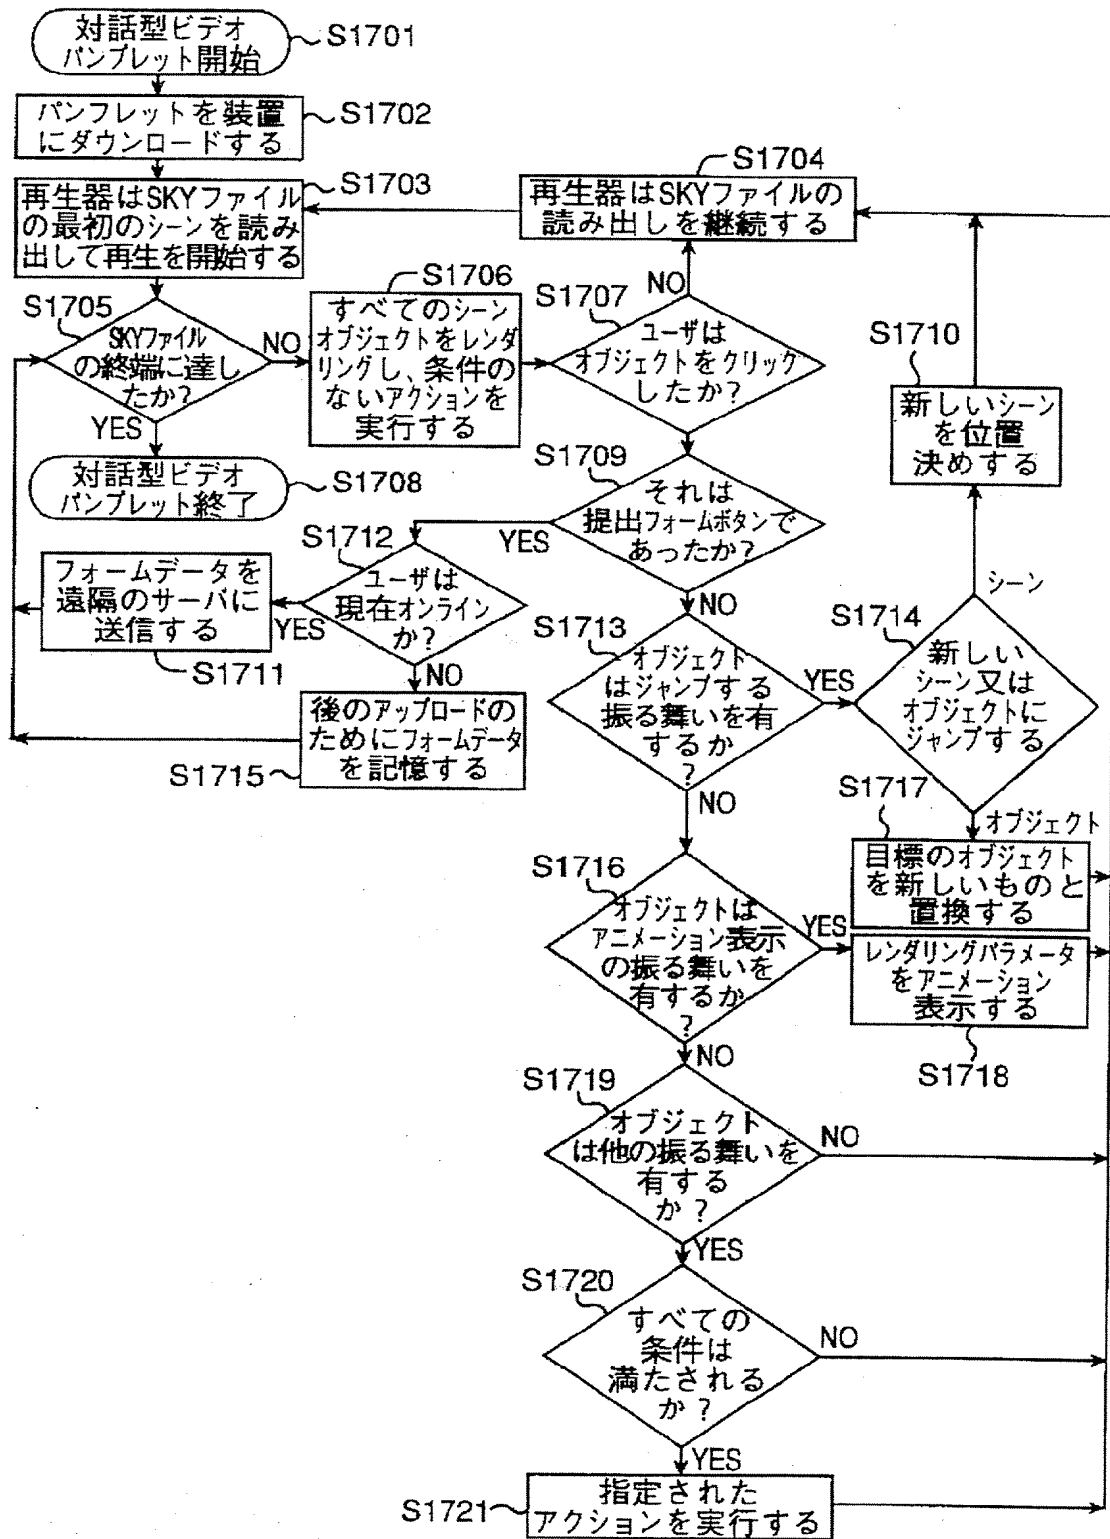 対話型ビデオ
パンプレット開始
S1701
パンフレットを装置
にダウンロードする
S1702
再生器はSKYファイル
の最初のシーンを読み
出して再生を開始する
S1703
S1704
再生器はSKYファイルの
読み出しを継続する
S1705
SKYファイル
の終端に達し
たか?
NO
YES
S1706
すべてのシーン
オブジェクトをレンダ
リングし、条件の
ないアクションを
実行する
S1707
NO
ユーザは
オブジェクトをクリック
したか?
対話型ビデオ
パンプレット終了
S1708
S1709
それは
提出フォームボタンで
あったか?
YES
NO
S1710
新しいシーン
を位置
決めする
S1712
ユーザは
現在オンライン
か?
YES
NO
フォームデータを
遠隔のサーバに
送信する
S1711
後のアップロードの
ためにフォームデータ
を記憶する
S1715
S1713
オブジェクト
はジャンプする
振る舞いを有
するか
?
YES
NO
シーン
S1714
新しい
シーン又は
オブジェクトに
ジャンプする
オブジェクト
S1717
目標のオブジェクト
を新しいものと
置換する
S1716
オブジェクトは
アニメーション表示
の振る舞いを
有するか
?
YES
NO
レンダリングパラメータ
をアニメーション
表示する
S1718
S1719
オブジェクト
は他の振る舞いを
有する
か?
NO
YES
S1720
すべての
条件は
満たされる
か?
NO
YES
S1721
指定された
アクションを実行する